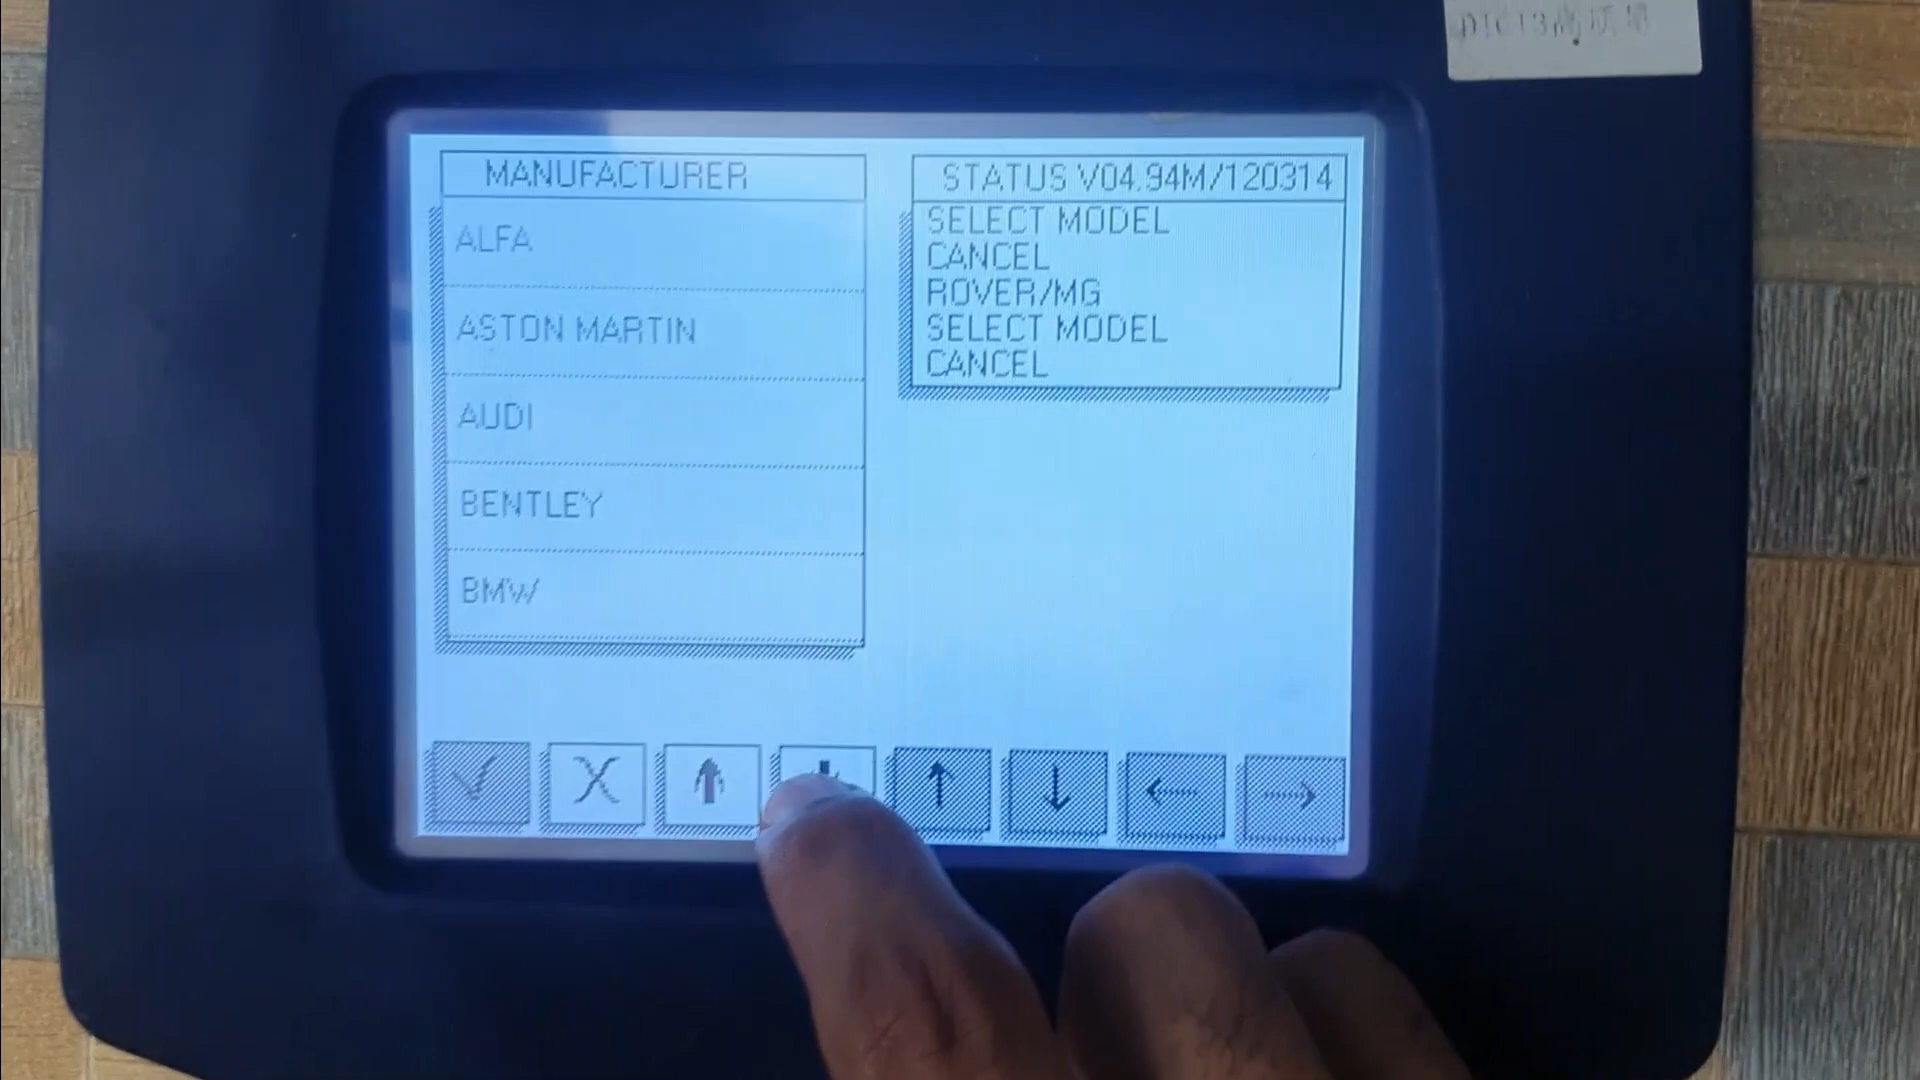 MANUFACTURER
ALFA
ASTON MARTIN
AUDI
BENTLEY
BMW
STATUS V04.94M/120314
SELECT MODEL
CANCEL
ROVER/MG
SELECT MODEL
CANCEL